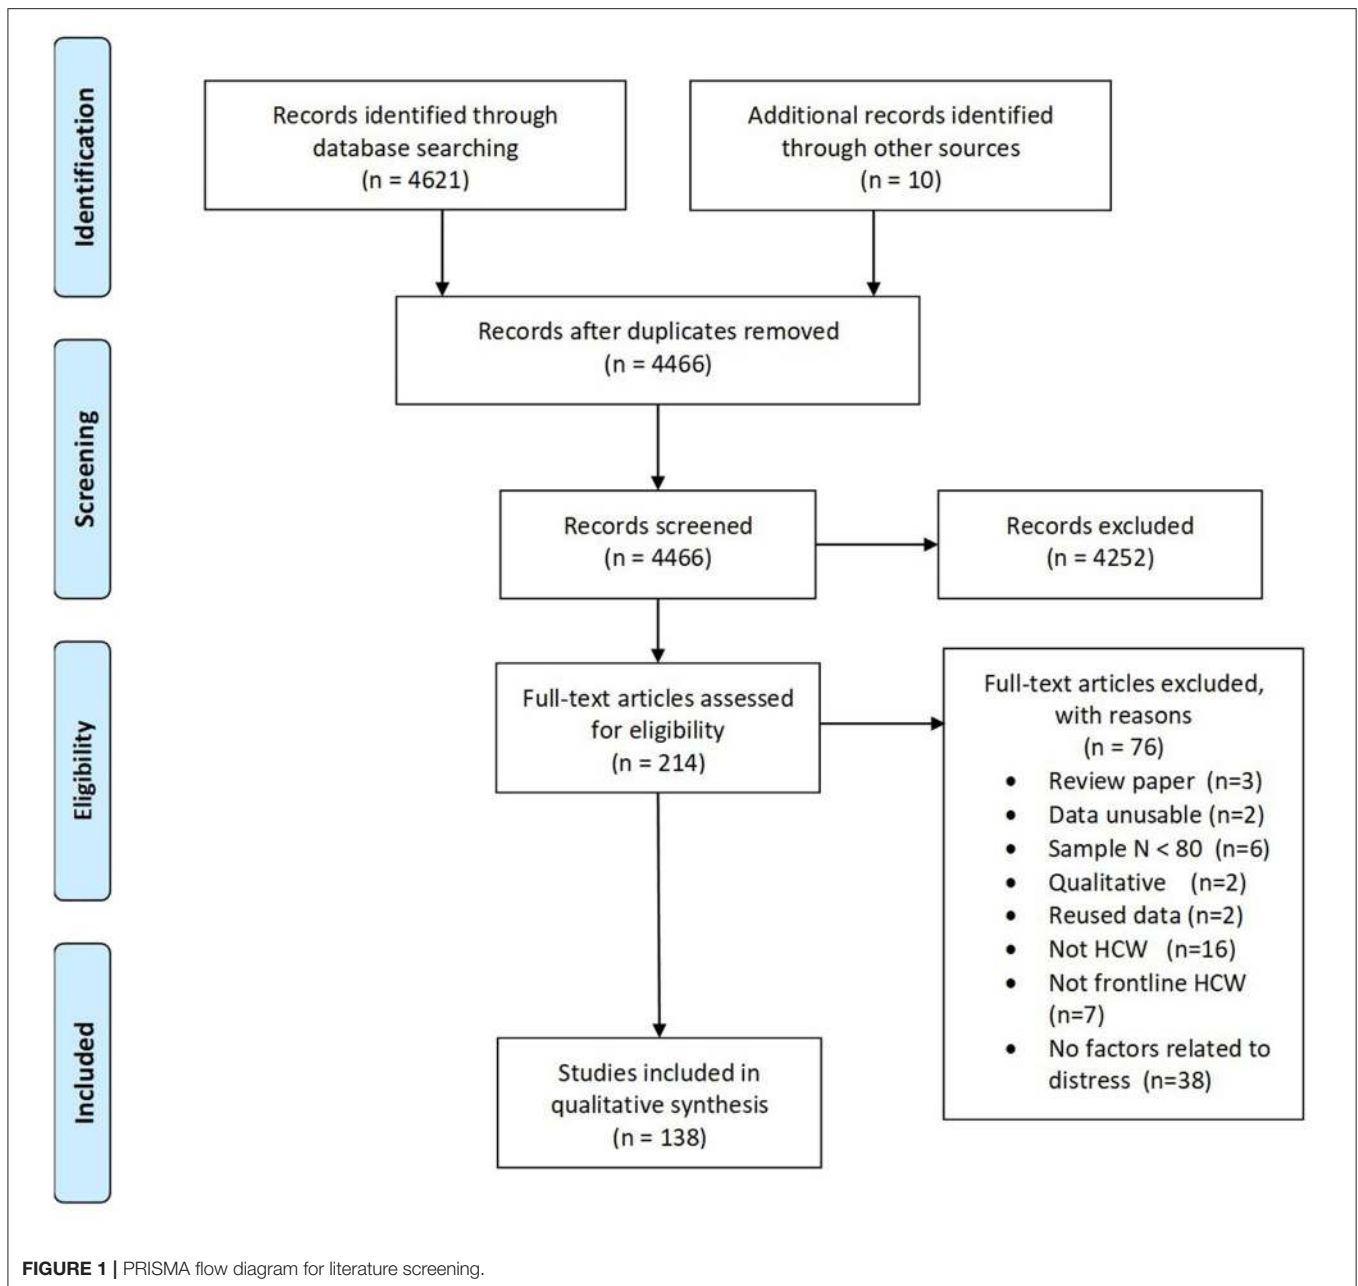 Identification
Records identified through
database searching
(n = 4621)
Additional records identified
through other sources
(n = 10)
Records after duplicates removed
(n = 4466)
Screening
Records screened
(n = 4466)
Records excluded
(n = 4252)
Eligibility
Full-text articles assessed
for eligibility
(n = 214)
Full-text articles excluded,
with reasons
(n = 76)
• Review paper (n=3)
• Data unusable (n=2)
• Sample N < 80 (n=6)
• Qualitative (n=2)
• Reused data (n=2)
• Not HCW (n=16)
• Not frontline HCW
(n=7)
• No factors related to
distress (n=38)
Included
Studies included in
qualitative synthesis
(n = 138)
FIGURE 1 | PRISMA flow diagram for literature screening.